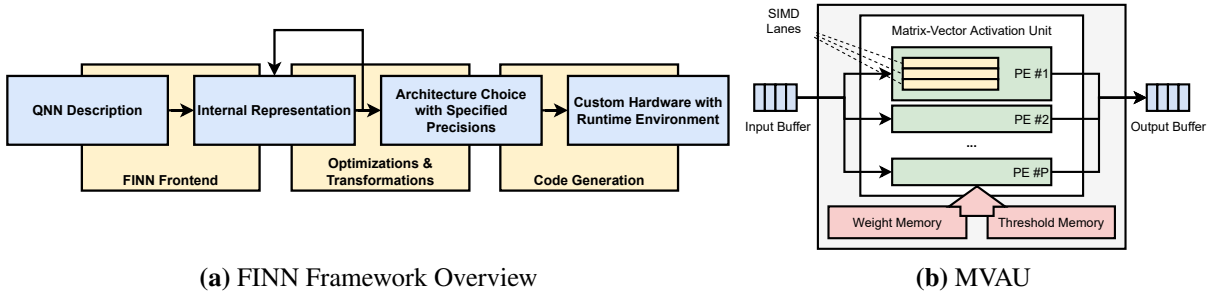 QNN Description
Internal Representation
Architecture Choice
with Specified
Precisions
Custom Hardware with
Runtime Environment
FINN Frontend
Optimizations &
Transformations
Code Generation
(a) FINN Framework Overview
SIMD
Lanes
Matrix-Vector Activation Unit
PE #1
PE #2
...
PE #P
Input Buffer
Output Buffer
Weight Memory
Threshold Memory
(b) MVAU